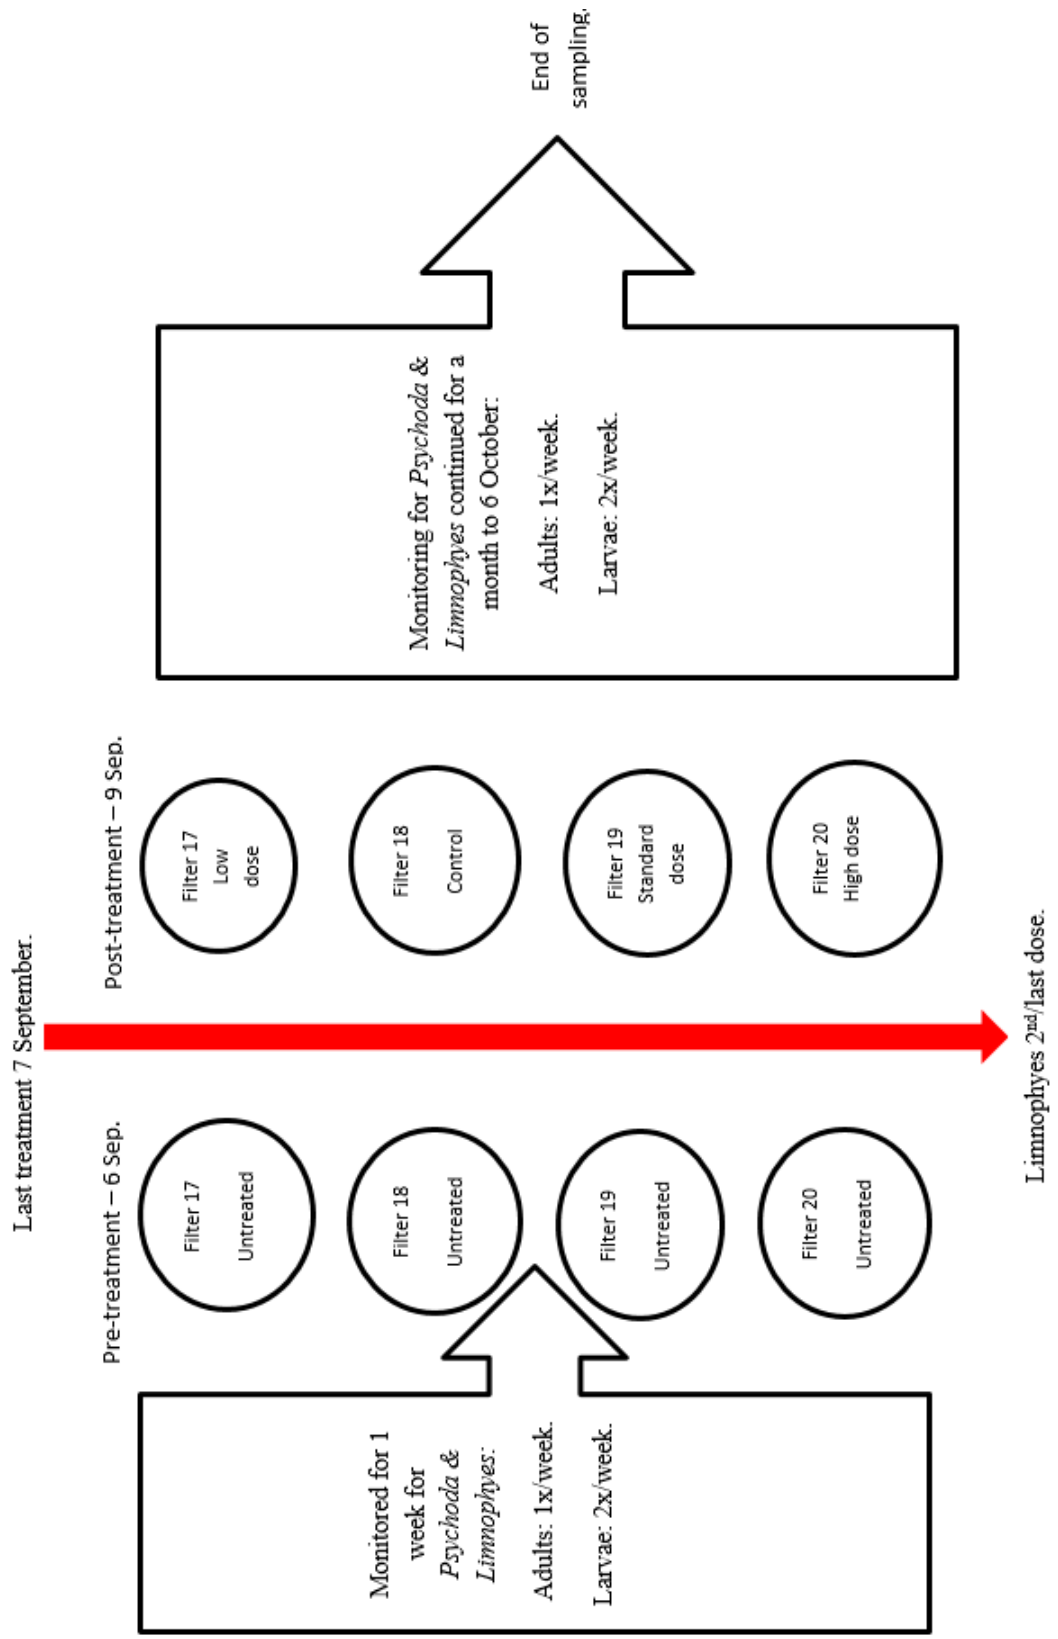 Last treatment 7 September.
Pre-treatment – 6 Sep.
Post-treatment – 9 Sep.
Monitored for 1
week for
Psychoda &
Limnophyes:
Adults: 1x/week.
Larvae: 2x/week.
Filter 17
Untreated
Filter 18
Untreated
Filter 19
Untreated
Filter 20
Untreated
Filter 17
Low
dose
Filter 18
Control
Filter 19
Standard
dose
Filter 20
High dose
Monitoring for Psychoda &
Limnophyes continued for a
month to 6 October:
Adults: 1x/week.
Larvae: 2x/week.
End of
sampling.
Limnophyes 2nd/last dose.